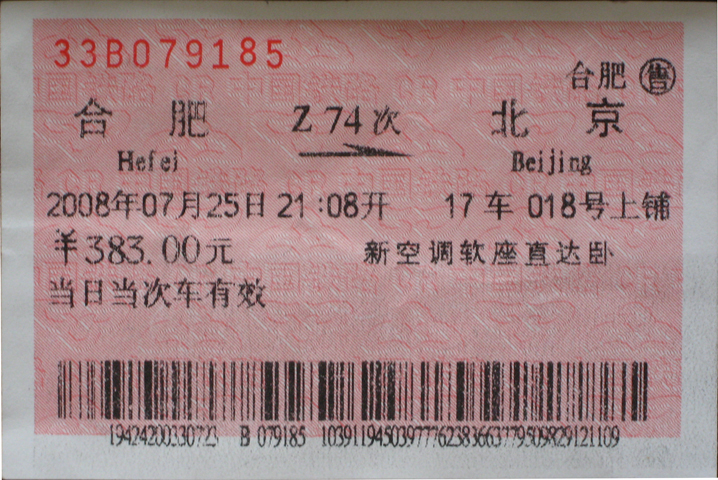 33B079185
合肥 售
合肥 Z74次 北京
Hefei Beijing
2008年07月25日21:08开 17车018号上铺
￥383.00元 新空调软座直达卧
当日当次车有效
19424200330723 B 079185 10391194503977762383663779509829121109